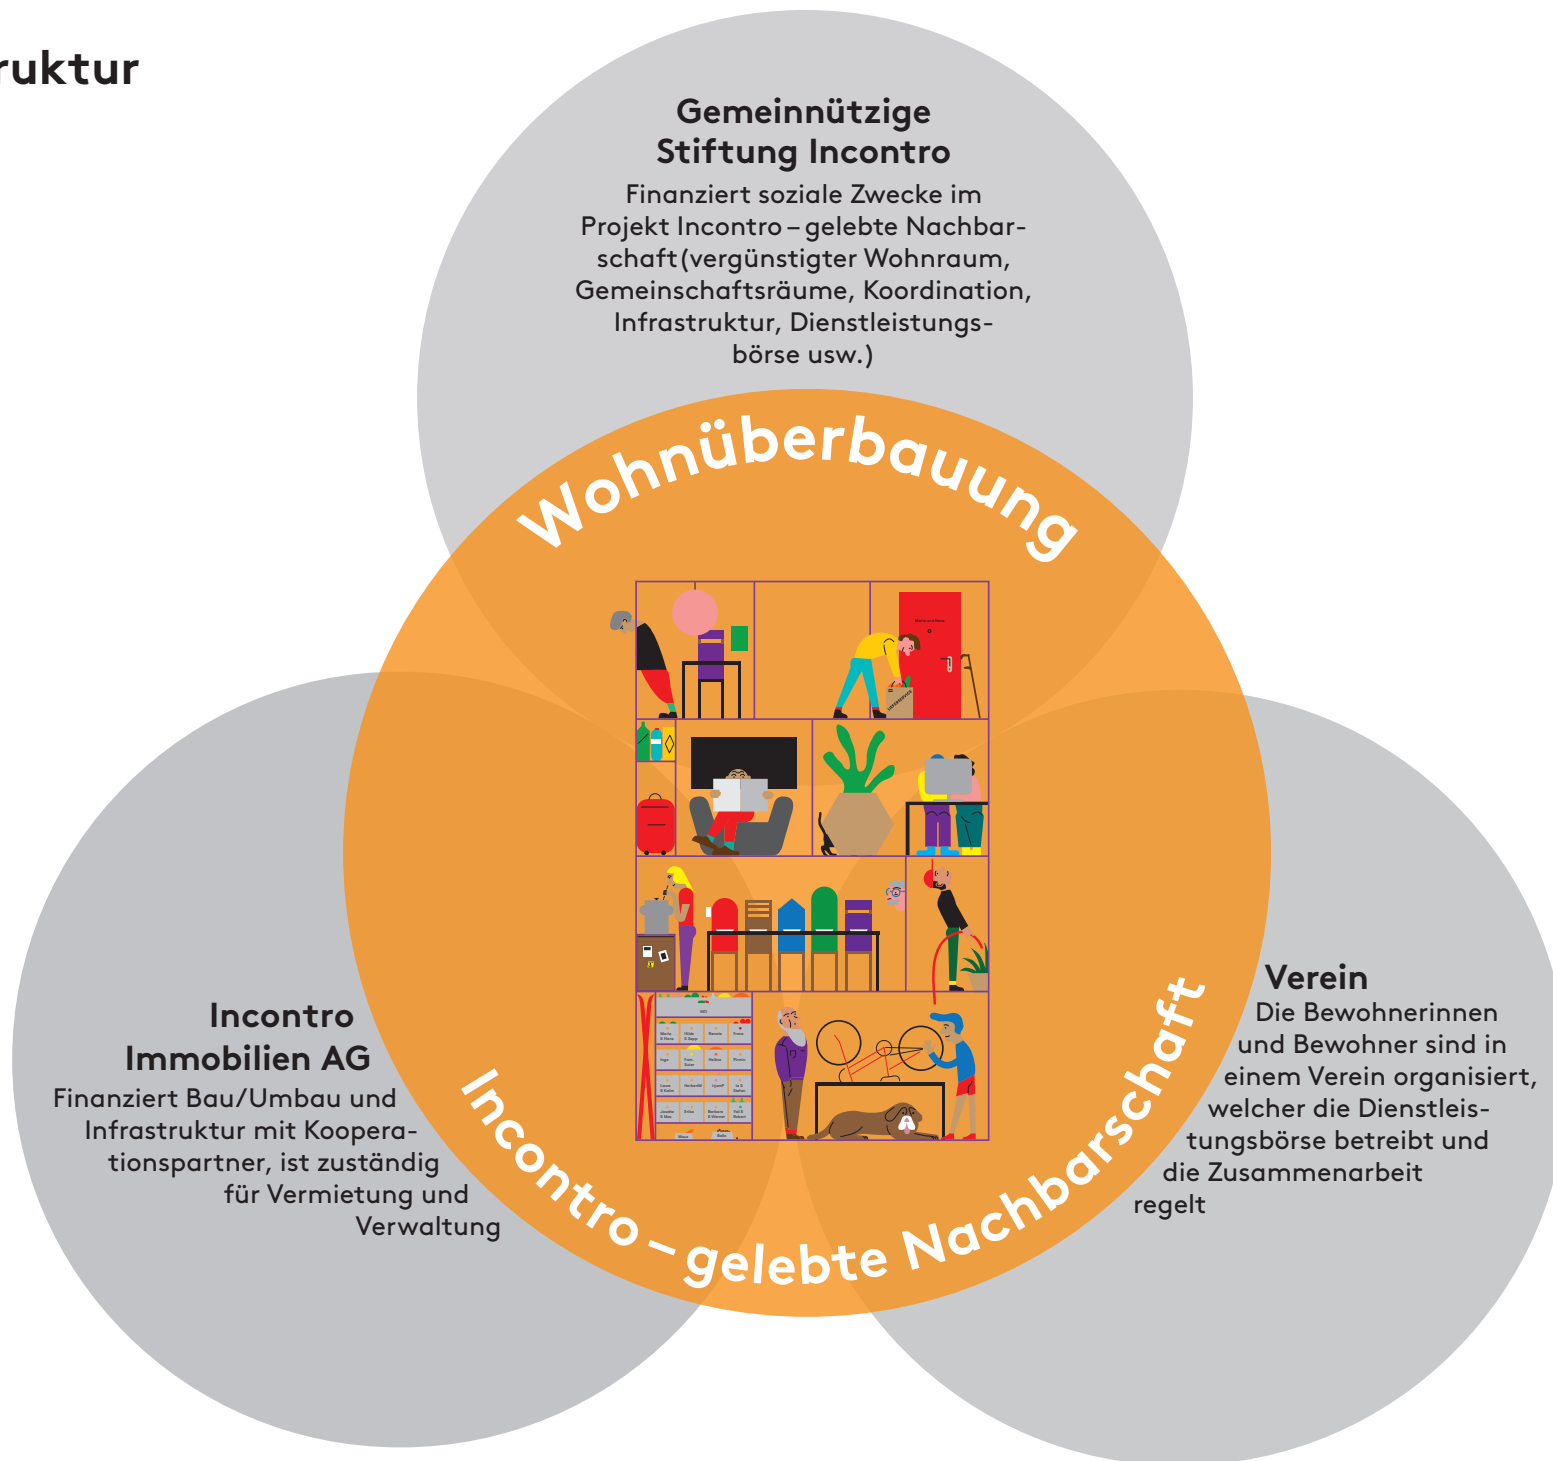 ruktur
Gemeinnützige
Stiftung Incontro
Finanziert soziale Zwecke im
Projekt Incontro – gelebte Nachbar-
schaft (vergünstigter Wohnraum,
Gemeinschaftsräume, Koordination,
Infrastruktur, Dienstleistungs-
börse usw.)
Wohnüberbauung
LIEFERSERVICE
Incontro
Immobilien AG
Finanziert Bau/Umbau und
Infrastruktur mit Koopera-
tionspartner, ist zuständig
für Vermietung und
Verwaltung
Verein
Die Bewohnerinnen
und Bewohner sind in
einem Verein organisiert,
welcher die Dienstleis-
tungsbörse betreibt und
die Zusammenarbeit
regelt
Incontro – gelebte Nachbarschaft